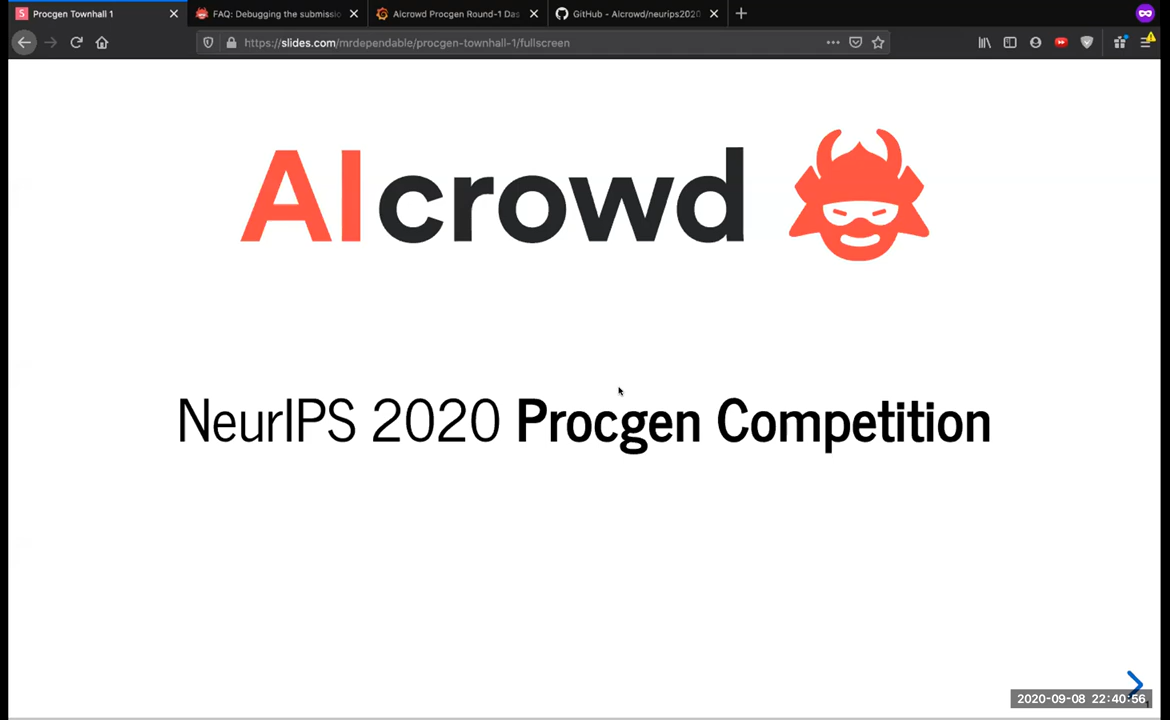 Procgen Townhall 1
FAQ: Debugging the submissio
AIcrowd Procgen Round-1 Das
GitHub - AIcrowd/neurips2020
https://slides.com/mrdependable/procgen-townhall-1/fullscreen
AIcrowd
NeurIPS 2020 Procgen Competition
2020-09-08 22:40:56